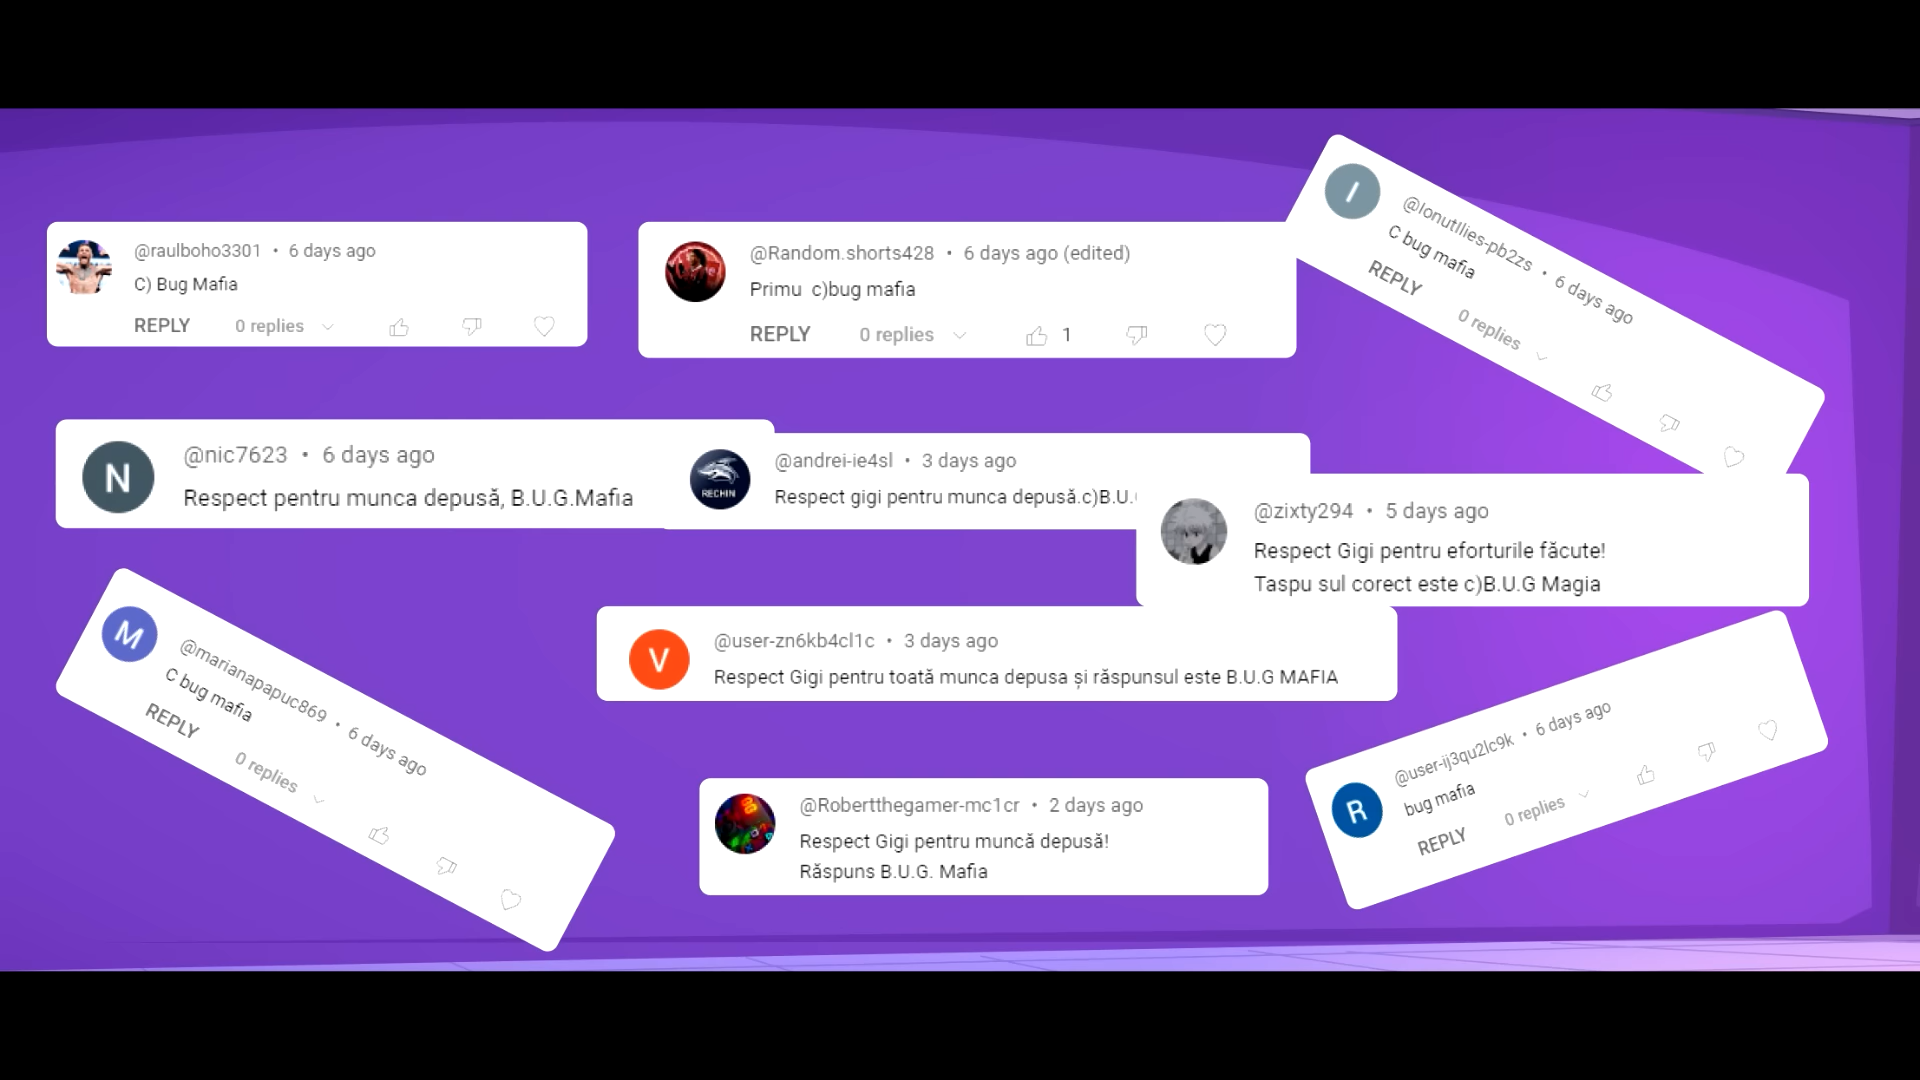 @raulboho3301 • 6 days ago
C) Bug Mafia
REPLY 0 replies
@Random.shorts428 • 6 days ago (edited)
Primu c)bug mafia
REPLY 0 replies 1
I
@IonutIlies-pb2zs • 6 days ago
C bug mafia
REPLY 0 replies
N
@nic7623 • 6 days ago
Respect pentru munca depusă, B.U.G.Mafia
RECHIN
@andrei-ie4sl • 3 days ago
Respect gigi pentru munca depusă.c)B.U.
@zixty294 • 5 days ago
Respect Gigi pentru eforturile făcute!
Taspu sul corect este c)B.U.G Magia
M
@marianapapuc869 • 6 days ago
C bug mafia
REPLY 0 replies
V
@user-zn6kb4cl1c • 3 days ago
Respect Gigi pentru toată munca depusa și răspunsul este B.U.G MAFIA
@Robertthegamer-mc1cr • 2 days ago
Respect Gigi pentru muncă depusă!
Răspuns B.U.G. Mafia
R
@user-ij3qu2lc9k • 6 days ago
bug mafia
REPLY 0 replies